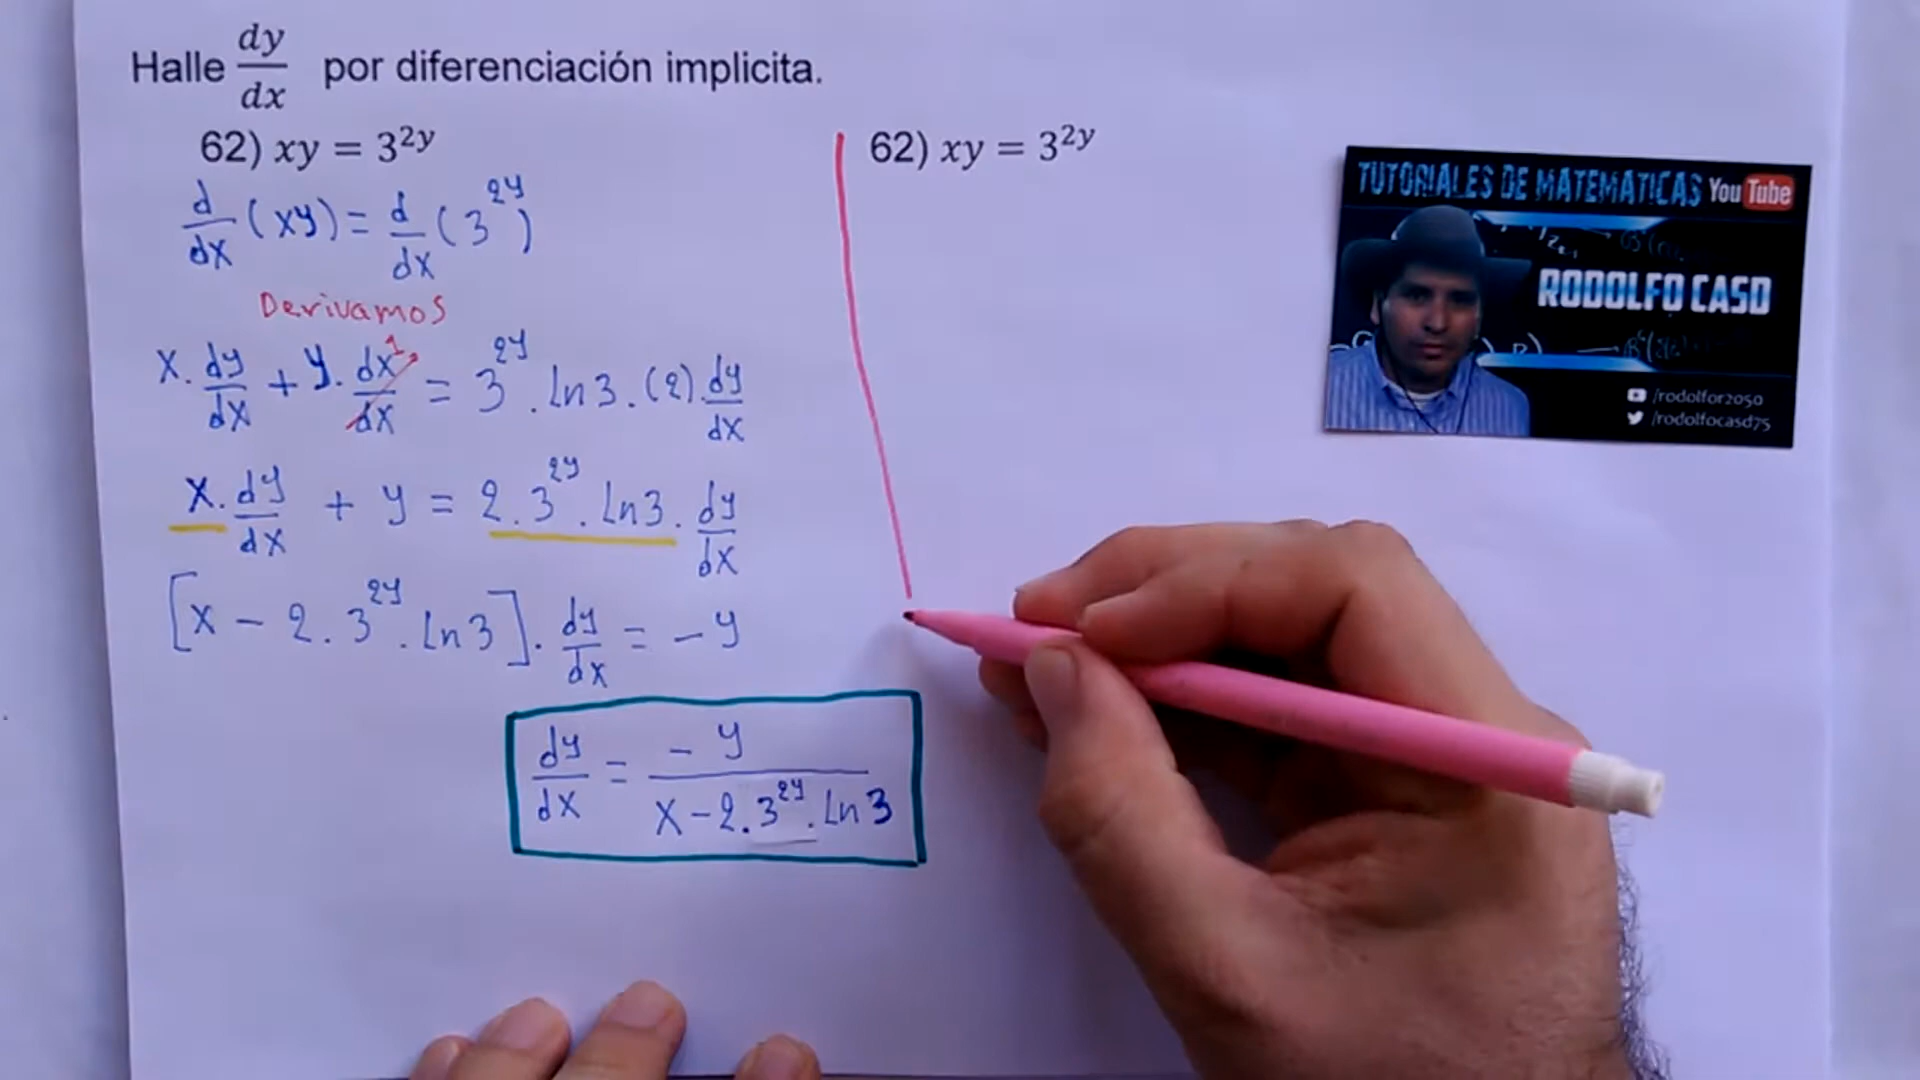 Halle dy/dx por diferenciación implicita.
62) xy = 3^{2y}
d/dx (xy) = d/dx (3^{2y})
Derivamos
x. dy/dx + y. dx/dx ^1 = 3^{2y} . ln3 . (2). dy/dx
x. dy/dx + y = 2 . 3^{2y} . ln3 . dy/dx
[x - 2 . 3^{2y} . Ln3] . dy/dx = - y
dy/dx = - y / x - 2. 3^{2y} . Ln3
62) xy = 3^{2y}
TUTORIALES DE MATEMATICAS YouTube
RODOLFO CASD
/rodolfor2050
/rodolfocasd75